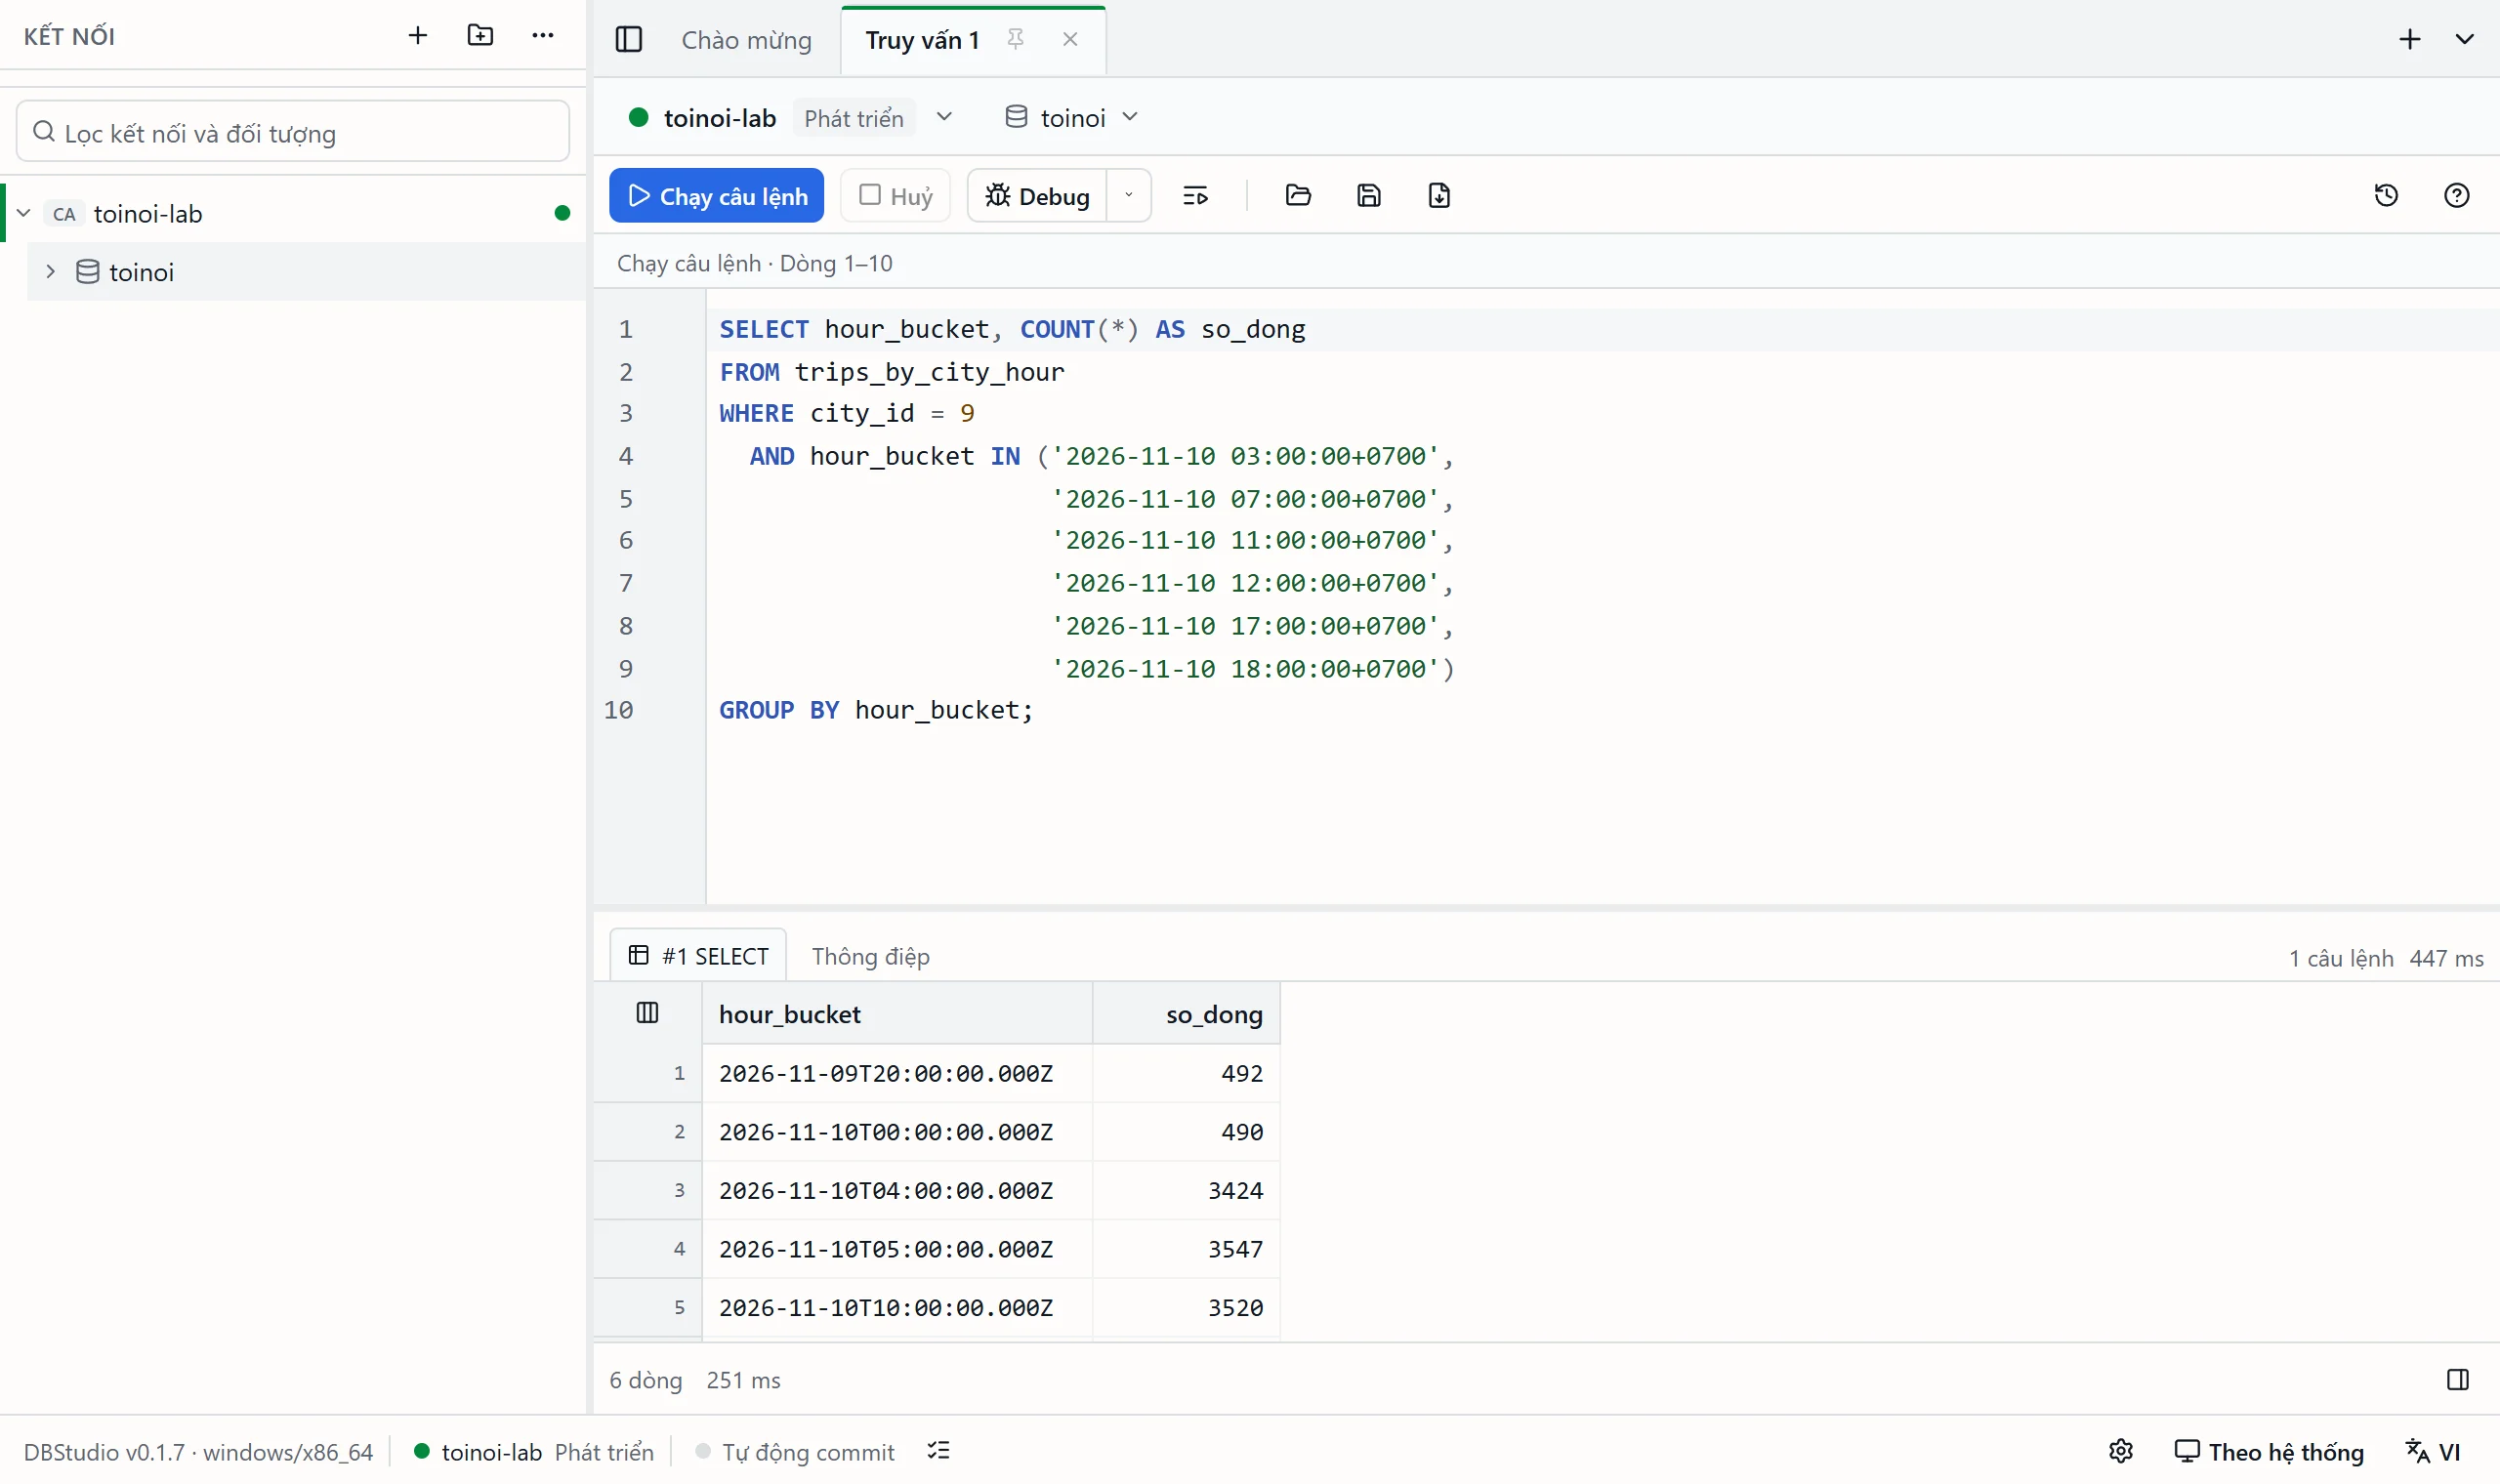 KẾT NỐI
Chào mừng
Truy vấn 1
Lọc kết nối và đối tượng
CA toinoi-lab
toinoi
toinoi-lab Phát triển toinoi
Chạy câu lệnh Huỷ Debug
Chạy câu lệnh · Dòng 1–10
1 SELECT hour_bucket, COUNT(*) AS so_dong
2 FROM trips_by_city_hour
3 WHERE city_id = 9
4 AND hour_bucket IN ('2026-11-10 03:00:00+0700',
5 '2026-11-10 07:00:00+0700',
6 '2026-11-10 11:00:00+0700',
7 '2026-11-10 12:00:00+0700',
8 '2026-11-10 17:00:00+0700',
9 '2026-11-10 18:00:00+0700')
10 GROUP BY hour_bucket;
#1 SELECT Thông điệp 1 câu lệnh 447 ms
hour_bucket so_dong
1 2026-11-09T20:00:00.000Z 492
2 2026-11-10T00:00:00.000Z 490
3 2026-11-10T04:00:00.000Z 3424
4 2026-11-10T05:00:00.000Z 3547
5 2026-11-10T10:00:00.000Z 3520
6 dòng 251 ms
DBStudio v0.1.7 · windows/x86_64 toinoi-lab Phát triển Tự động commit Theo hệ thống VI